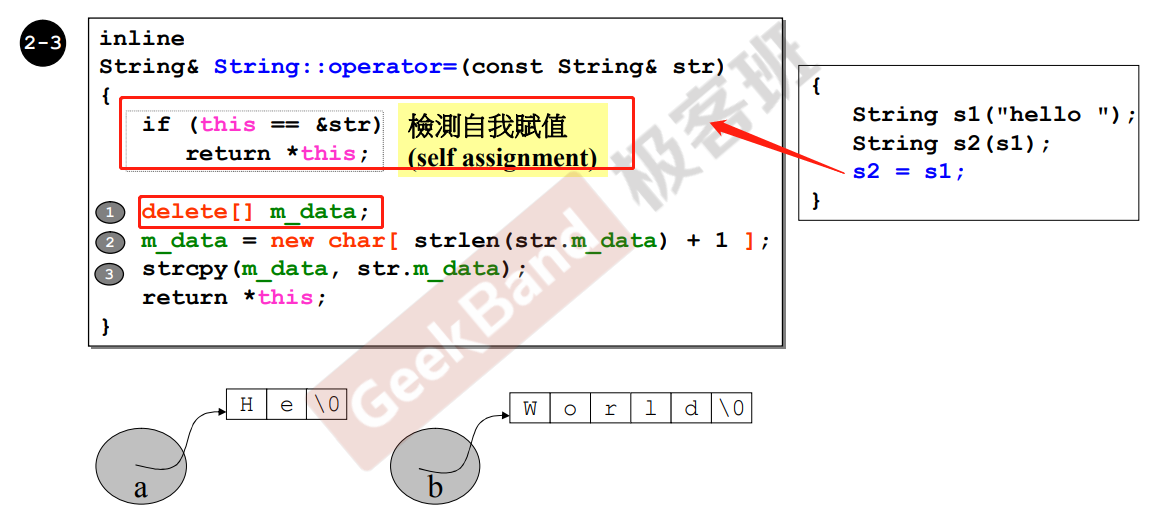 2-3
inline
String& String::operator=(const String& str)
{
if (this == &str)
return *this;
檢測自我賦值
(self assignment)
1 delete[] m_data;
2 m_data = new char[ strlen(str.m_data) + 1 ];
3 strcpy(m_data, str.m_data);
return *this;
}
{
String s1("hello ");
String s2(s1);
s2 = s1;
}
GeekBand 极客班
H e \0
a
W o r l d \0
b